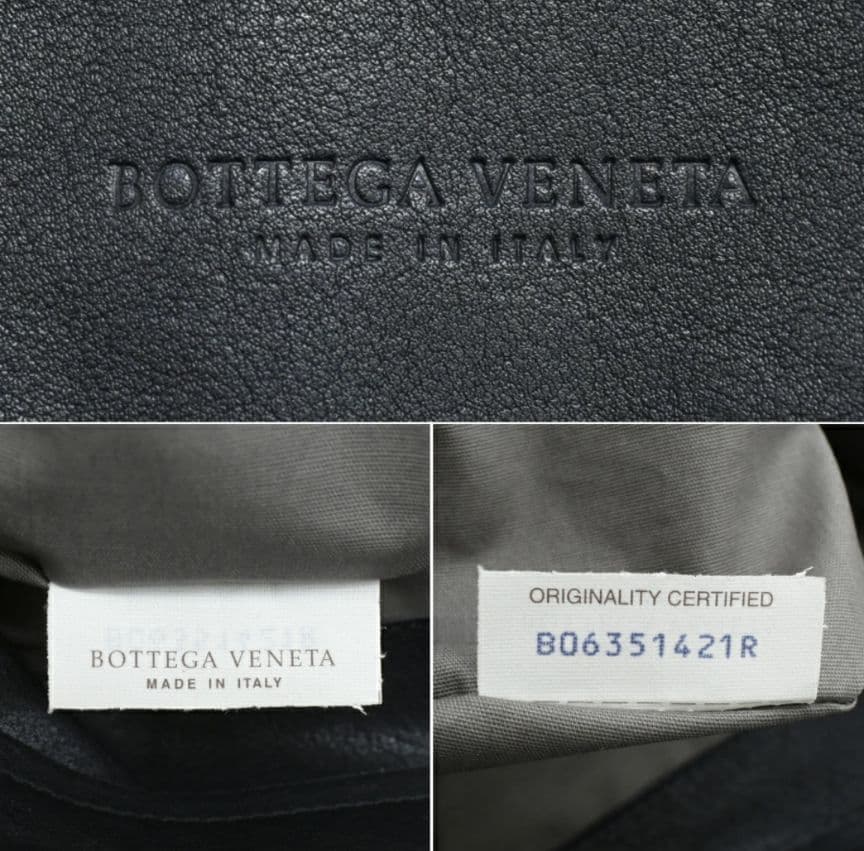 BOTTEGA VENETA
MADE IN ITALY
BOTTEGA VENETA
MADE IN ITALY
ORIGINALITY CERTIFIED
B06351421R